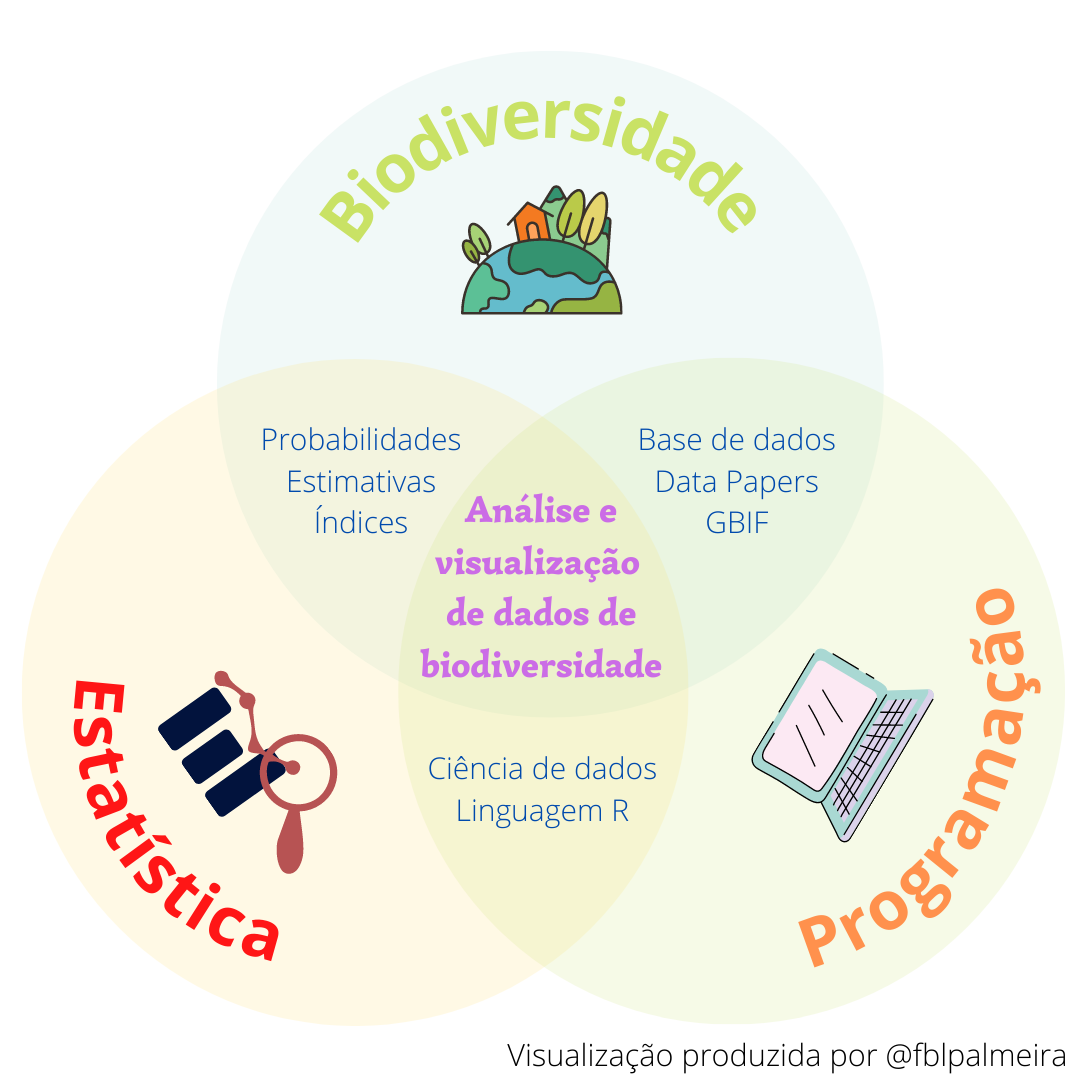 Biodiversidade
Probabilidades
Estimativas
Índices
Base de dados
Data Papers
GBIF
Análise e
visualização
de dados de
biodiversidade
Estatística
Programação
Ciência de dados
Linguagem R
Visualização produzida por @fblpalmeira